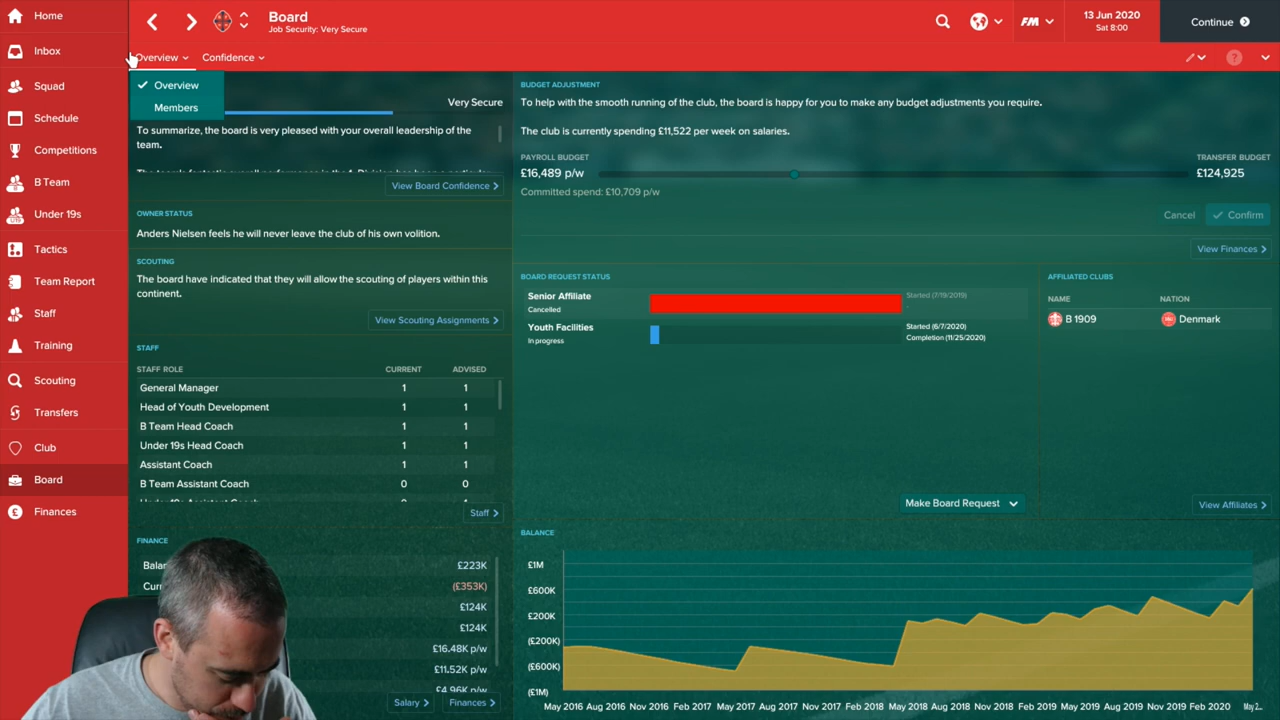 Home
Inbox
Squad
Schedule
Competitions
B Team
Under 19s
Tactics
Team Report
Staff
Training
Scouting
Transfers
Club
Board
Finances
Board
Job Security: Very Secure
FM
13 Jun 2020
Sat 8:00
Continue
Overview
Confidence
Overview
Members
Very Secure
To summarize, the board is very pleased with your overall leadership of the
team.
View Board Confidence
OWNER STATUS
Anders Nielsen feels he will never leave the club of his own volition.
SCOUTING
The board have indicated that they will allow the scouting of players within this
continent.
View Scouting Assignments
STAFF
STAFF ROLE CURRENT ADVISED
General Manager 1 1
Head of Youth Development 1 1
B Team Head Coach 1 1
Under 19s Head Coach 1 1
Assistant Coach 1 1
B Team Assistant Coach 0 0
Staff
FINANCE
£223K
(£353K)
£124K
£124K
£16.48K p/w
£11.52K p/w
£4.96K p/w
Salary
Finances
BUDGET ADJUSTMENT
To help with the smooth running of the club, the board is happy for you to make any budget adjustments you require.
The club is currently spending £11,522 per week on salaries.
PAYROLL BUDGET TRANSFER BUDGET
£16,489 p/w £124,925
Committed spend: £10,709 p/w
Cancel Confirm
View Finances
BOARD REQUEST STATUS
Senior Affiliate Started (7/19/2019)
Cancelled
Youth Facilities Started (6/7/2020)
In progress Completion (11/25/2020)
Make Board Request
AFFILIATED CLUBS
NAME NATION
B 1909 Denmark
View Affiliates
BALANCE
£1M
£600K
£200K
(£200K)
(£600K)
(£1M)
May 2016 Aug 2016 Nov 2016 Feb 2017 May 2017 Aug 2017 Nov 2017 Feb 2018 May 2018 Aug 2018 Nov 2018 Feb 2019 May 2019 Aug 2019 Nov 2019 Feb 2020 May 2...